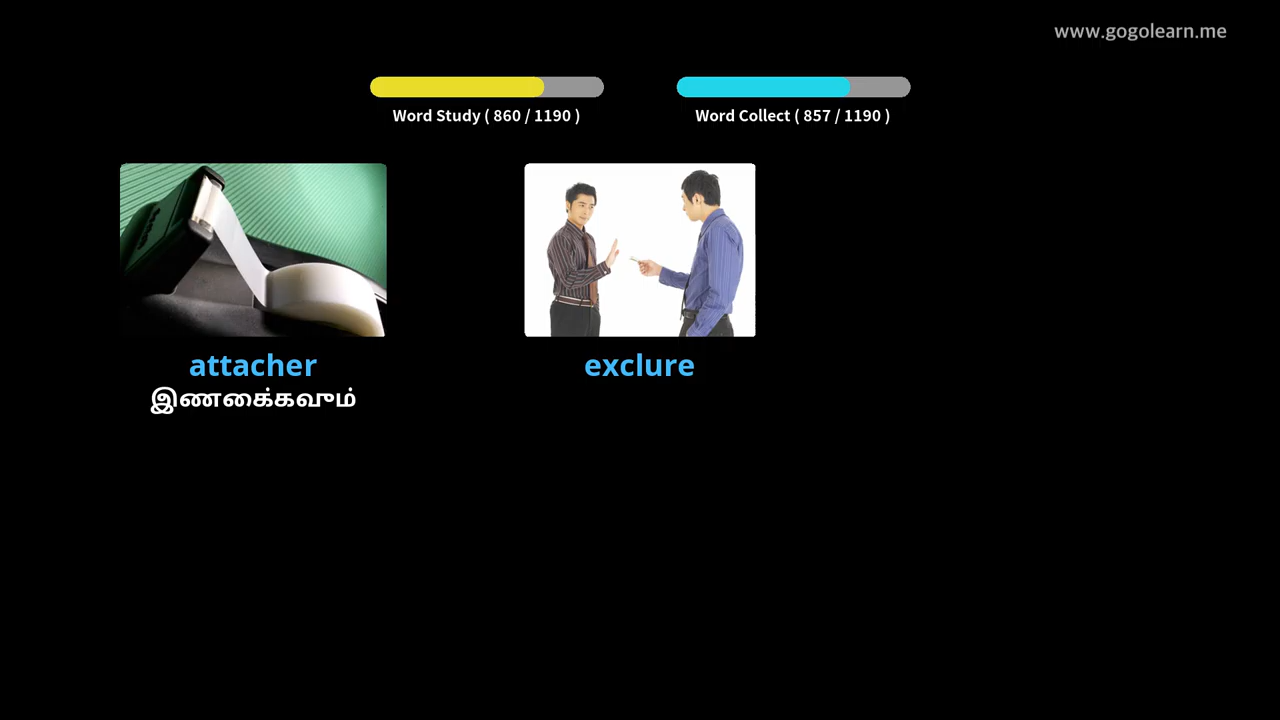 www.gogolearn.me
Word Study ( 860 / 1190 )
Word Collect ( 857 / 1190 )
attacher
இணைக்கவும்
exclure